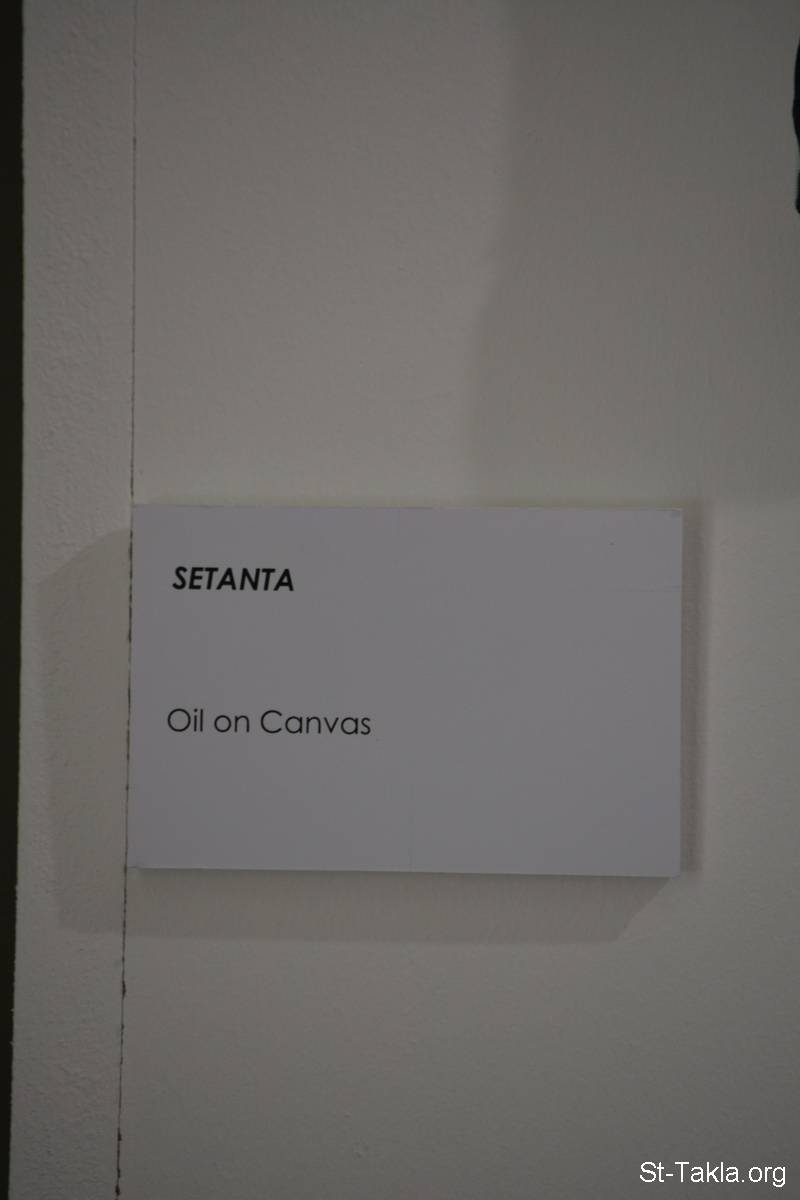 SETANTA
Oil on Canvas
St-Takla.org